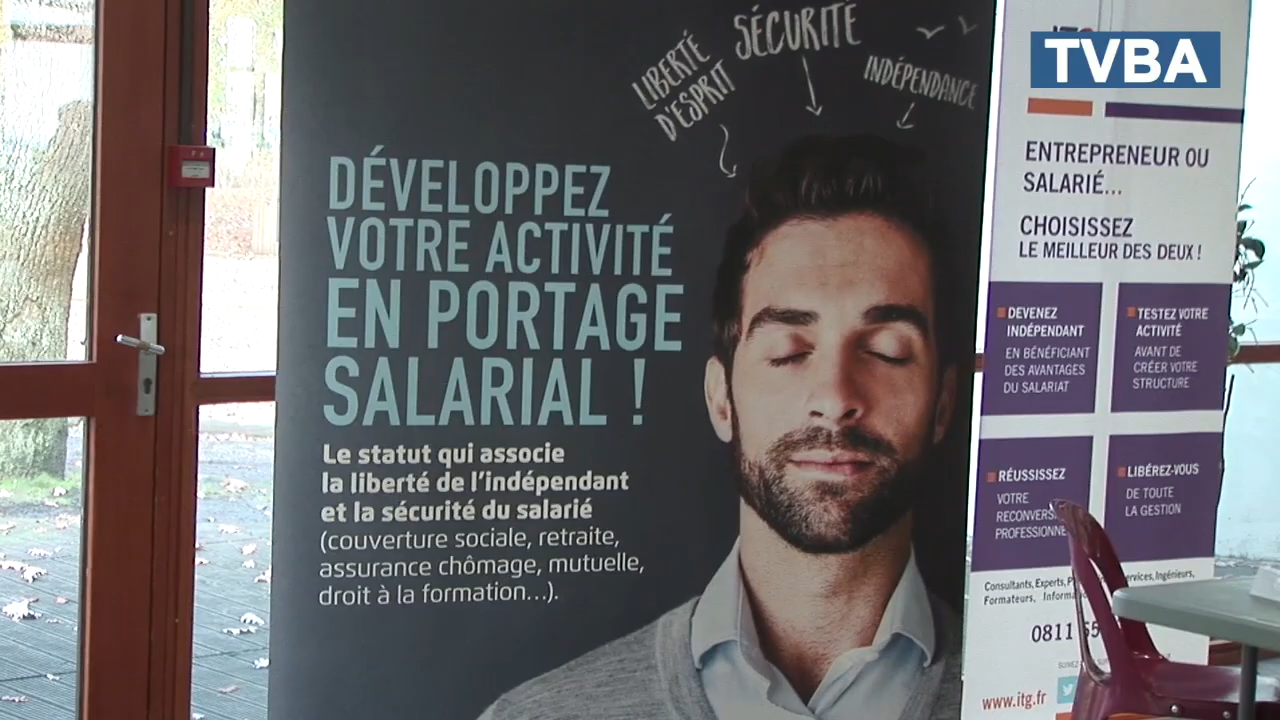 LIBERTÉ
D'ESPRIT
SÉCURITÉ
INDÉPENDANCE
DÉVELOPPEZ
VOTRE ACTIVITÉ
EN PORTAGE
SALARIAL !
Le statut qui associe
la liberté de l'indépendant
et la sécurité du salarié
(couverture sociale, retraite,
assurance chômage, mutuelle,
droit à la formation...).
TVBA
ENTREPRENEUR OU
SALARIÉ...
CHOISISSEZ
LE MEILLEUR DES DEUX !
DEVENEZ
INDÉPENDANT
EN BÉNÉFICIANT
DES AVANTAGES
DU SALARIAT
TESTEZ VOTRE
ACTIVITÉ
AVANT DE
CRÉER VOTRE
STRUCTURE
RÉUSSISSEZ
VOTRE
LIBÉREZ-VOUS
DE TOUTE
LA GESTION
Consultants, Experts, Ingénieurs,
Formateurs,
0811
www.itg.fr